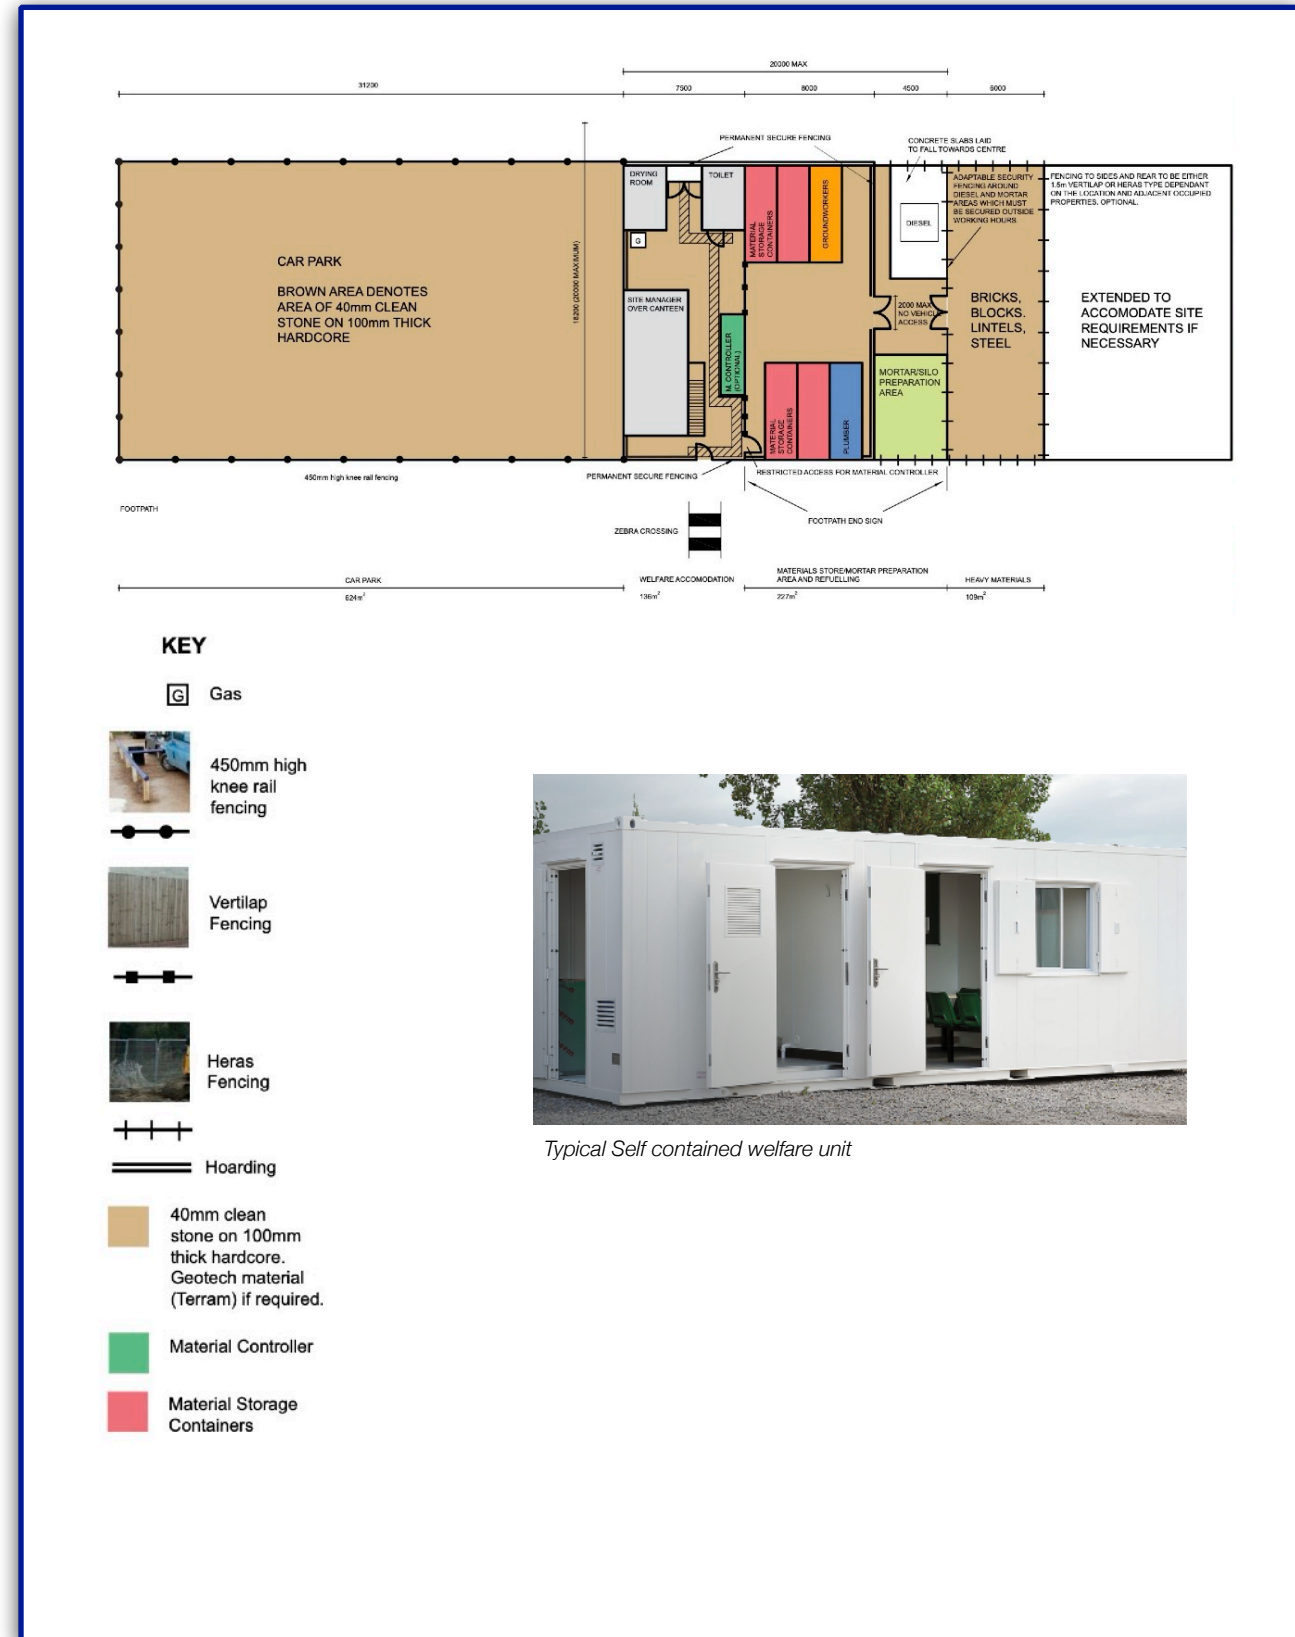 20000 MAX
31200
7500
8000
4500
6000
PERMANENT SECURE FENCING
CONCRETE SLABS LAID
TO FALL TOWARDS CENTRE
DRYING
ROOM
TOILET
G
MATERIAL
STORAGE
CONTAINERS
GROUNDWORKERS
DIESEL
ADAPTABLE SECURITY
FENCING AROUND
DIESEL AND MORTAR
AREAS WHICH MUST
BE SECURED OUTSIDE
WORKING HOURS.
FENCING TO SIDES AND REAR TO BE EITHER
1.5m VERTILAP OR HERAS TYPE DEPENDANT
ON THE LOCATION AND ADJACENT OCCUPIED
PROPERTIES. OPTIONAL.
CAR PARK
BROWN AREA DENOTES
AREA OF 40mm CLEAN
STONE ON 100mm THICK
HARDCORE
18200 (20000 MAXIMUM)
SITE MANAGER
OVER CANTEEN
M. CONTROLLER
(OPTIONAL)
2000 MAX
NO VEHICLE
ACCESS
BRICKS,
BLOCKS.
LINTELS,
STEEL
EXTENDED TO
ACCOMODATE SITE
REQUIREMENTS IF
NECESSARY
MATERIAL
STORAGE
CONTAINERS
PLUMBER
MORTAR/SILO
PREPARATION
AREA
450mm high knee rail fencing
PERMANENT SECURE FENCING
RESTRICTED ACCESS FOR MATERIAL CONTROLLER
FOOTPATH
ZEBRA CROSSING
FOOTPATH END SIGN
CAR PARK
624m²
WELFARE ACCOMODATION
136m²
MATERIALS STORE/MORTAR PREPARATION
AREA AND REFUELLING
227m²
HEAVY MATERIALS
109m²
KEY
G Gas
450mm high
knee rail
fencing
Vertilap
Fencing
Heras
Fencing
Hoarding
40mm clean
stone on 100mm
thick hardcore.
Geotech material
(Terram) if required.
Material Controller
Material Storage
Containers
Typical Self contained welfare unit